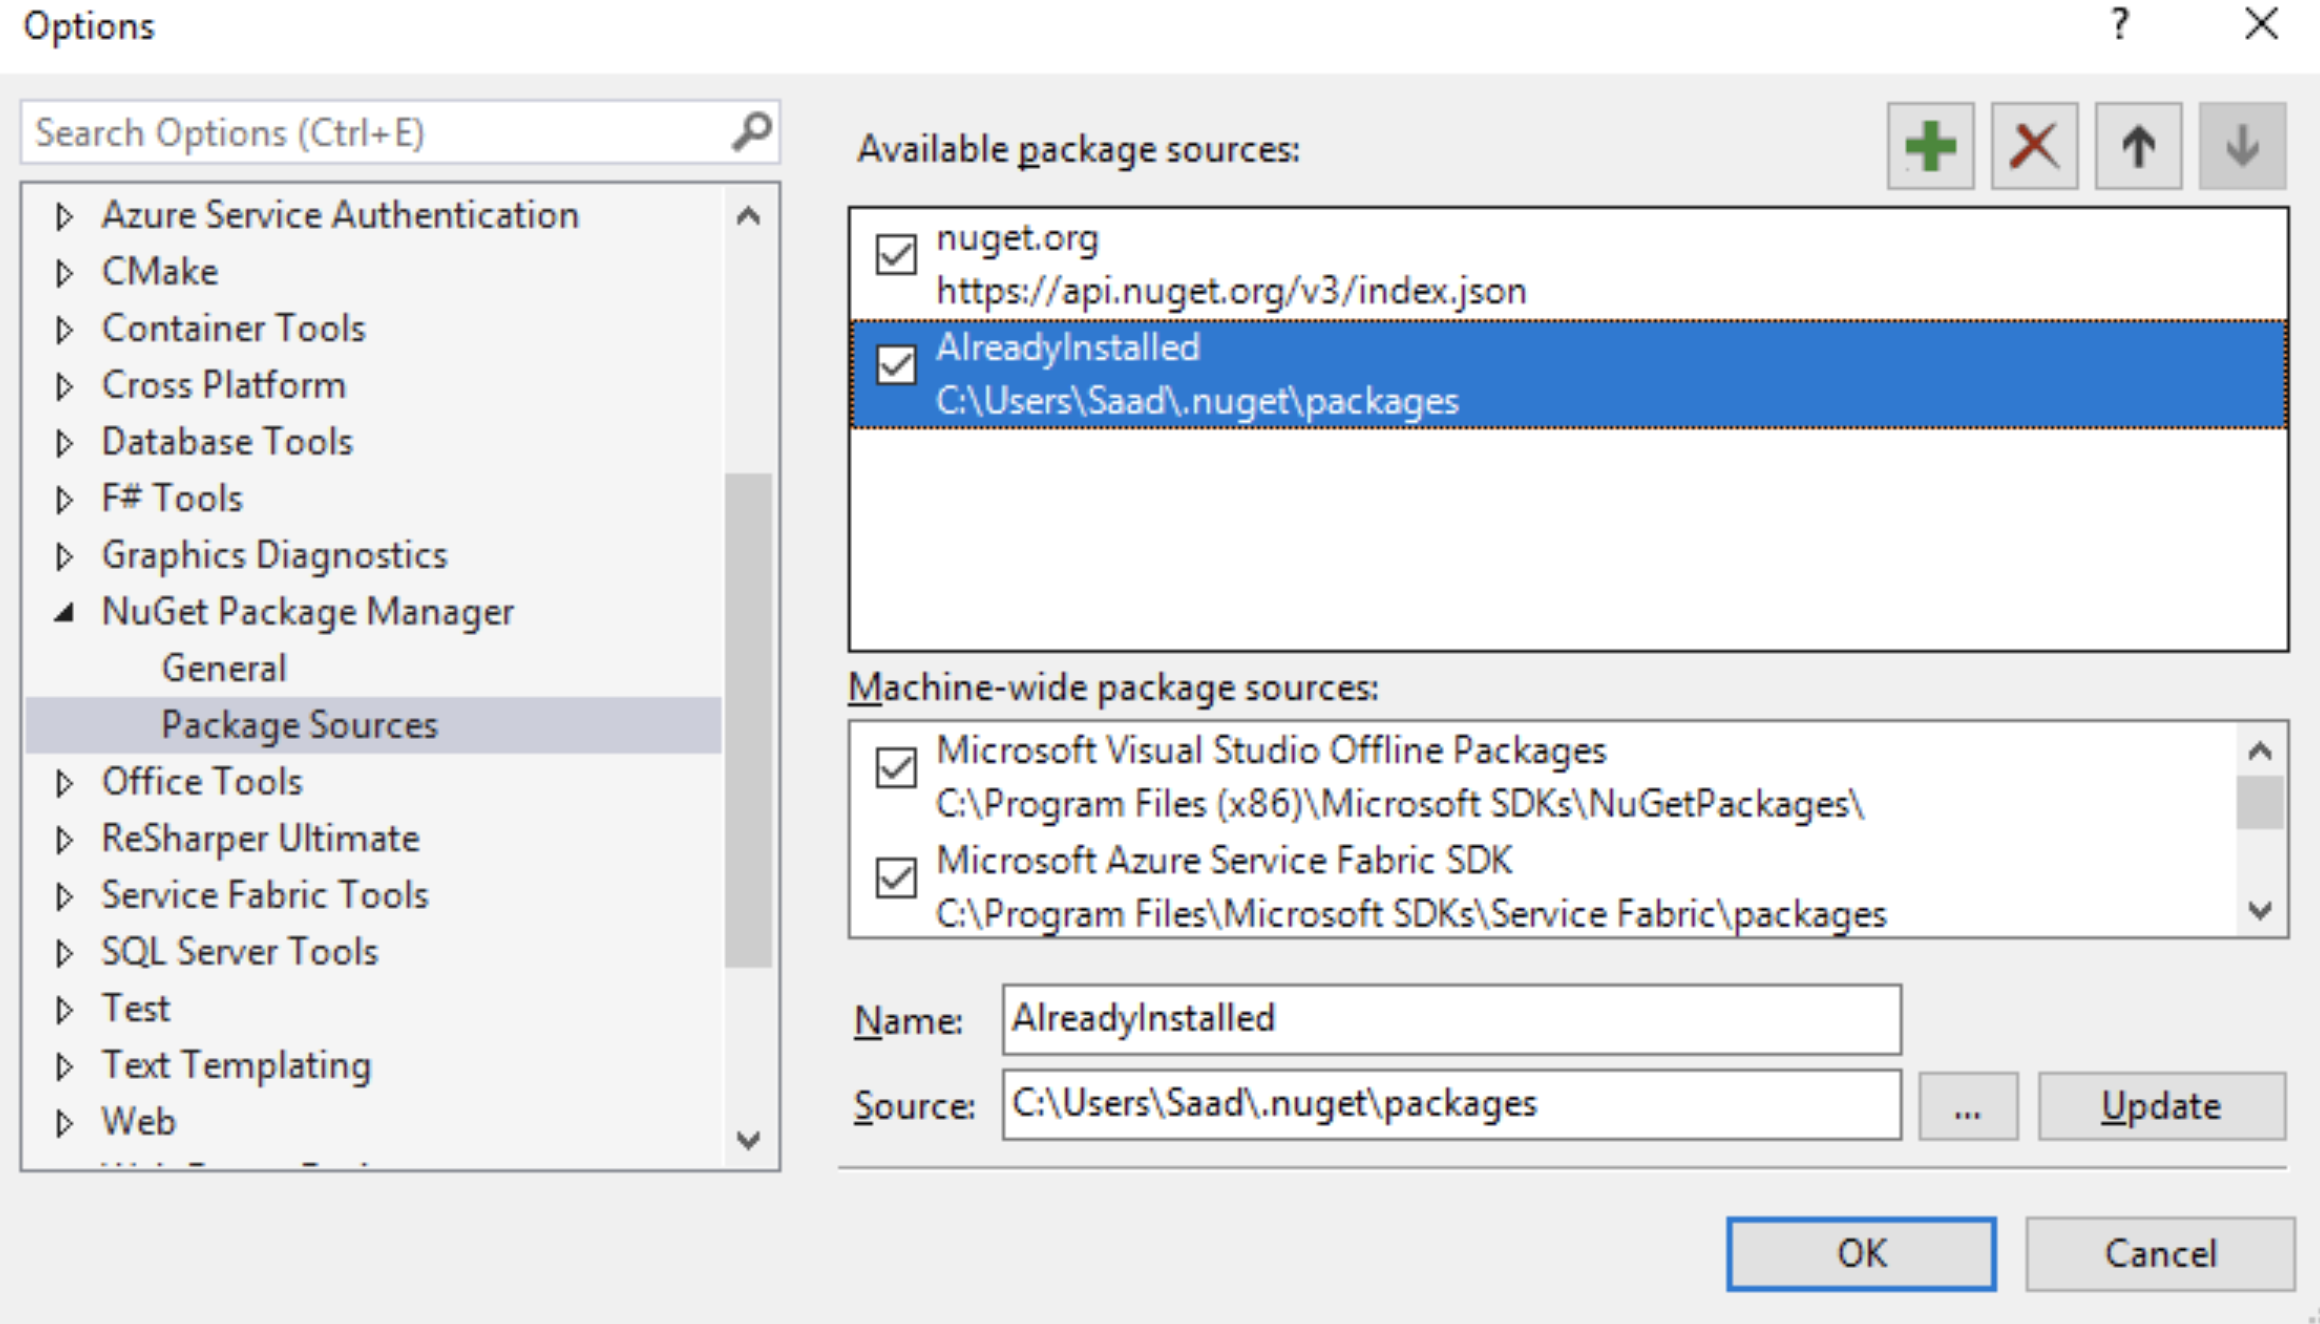 Options
?
Search Options (Ctrl+E)
Azure Service Authentication
CMake
Container Tools
Cross Platform
Database Tools
F# Tools
Graphics Diagnostics
NuGet Package Manager
General
Package Sources
Office Tools
ReSharper Ultimate
Service Fabric Tools
SQL Server Tools
Test
Text Templating
Web
Available package sources:
nuget.org
https://api.nuget.org/v3/index.json
AlreadyInstalled
C:\Users\Saad\.nuget\packages
Machine-wide package sources:
Microsoft Visual Studio Offline Packages
C:\Program Files (x86)\Microsoft SDKs\NuGetPackages\
Microsoft Azure Service Fabric SDK
C:\Program Files\Microsoft SDKs\Service Fabric\packages
Name: AlreadyInstalled
Source: C:\Users\Saad\.nuget\packages ... Update
OK Cancel